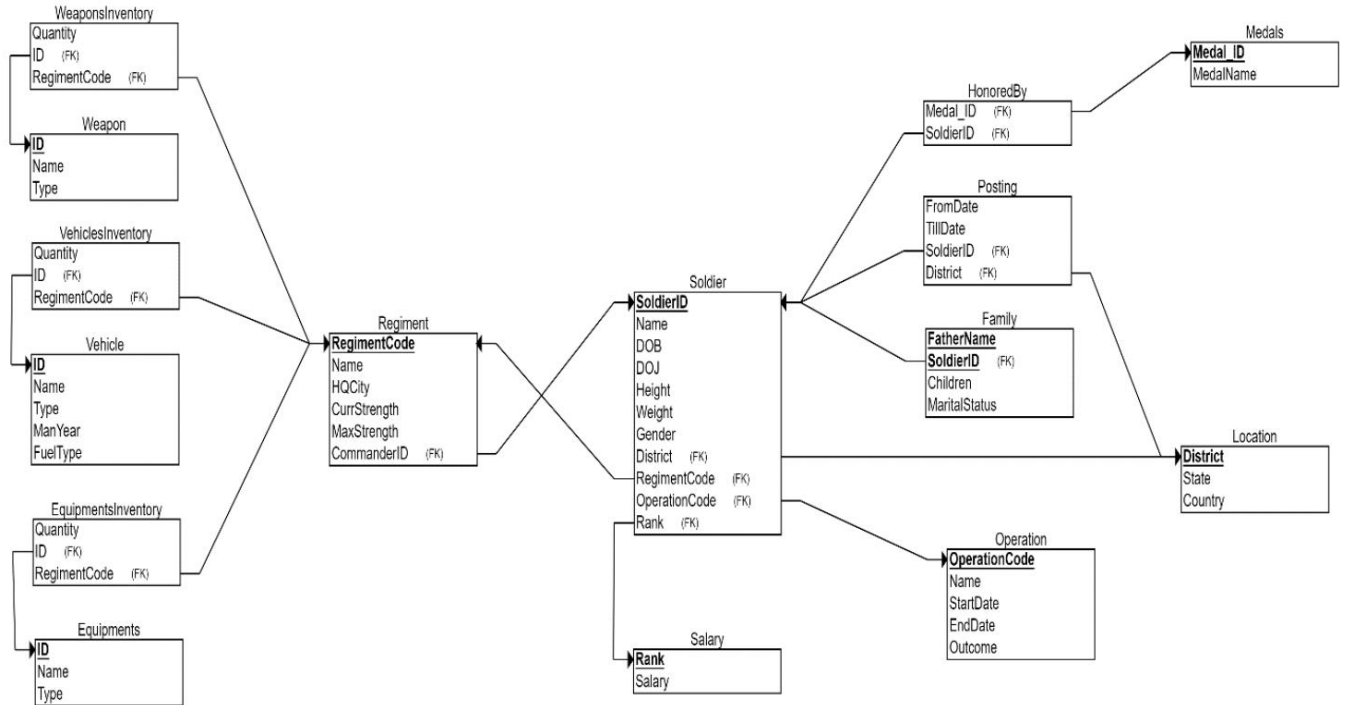 WeaponsInventory
Quantity
ID (FK)
RegimentCode (FK)
Weapon
ID
Name
Type
VehiclesInventory
Quantity
ID (FK)
RegimentCode (FK)
Vehicle
ID
Name
Type
ManYear
FuelType
EquipmentsInventory
Quantity
ID (FK)
RegimentCode (FK)
Equipments
ID
Name
Type
Regiment
RegimentCode
Name
HQCity
CurrStrength
MaxStrength
CommanderID (FK)
Soldier
SoldierID
Name
DOB
DOJ
Height
Weight
Gender
District (FK)
RegimentCode (FK)
OperationCode (FK)
Rank (FK)
Salary
Rank
Salary
HonoredBy
Medal_ID (FK)
SoldierID (FK)
Posting
FromDate
TillDate
SoldierID (FK)
District (FK)
Family
FatherName
SoldierID (FK)
Children
MaritalStatus
Operation
OperationCode
Name
StartDate
EndDate
Outcome
Medals
Medal_ID
MedalName
Location
District
State
Country